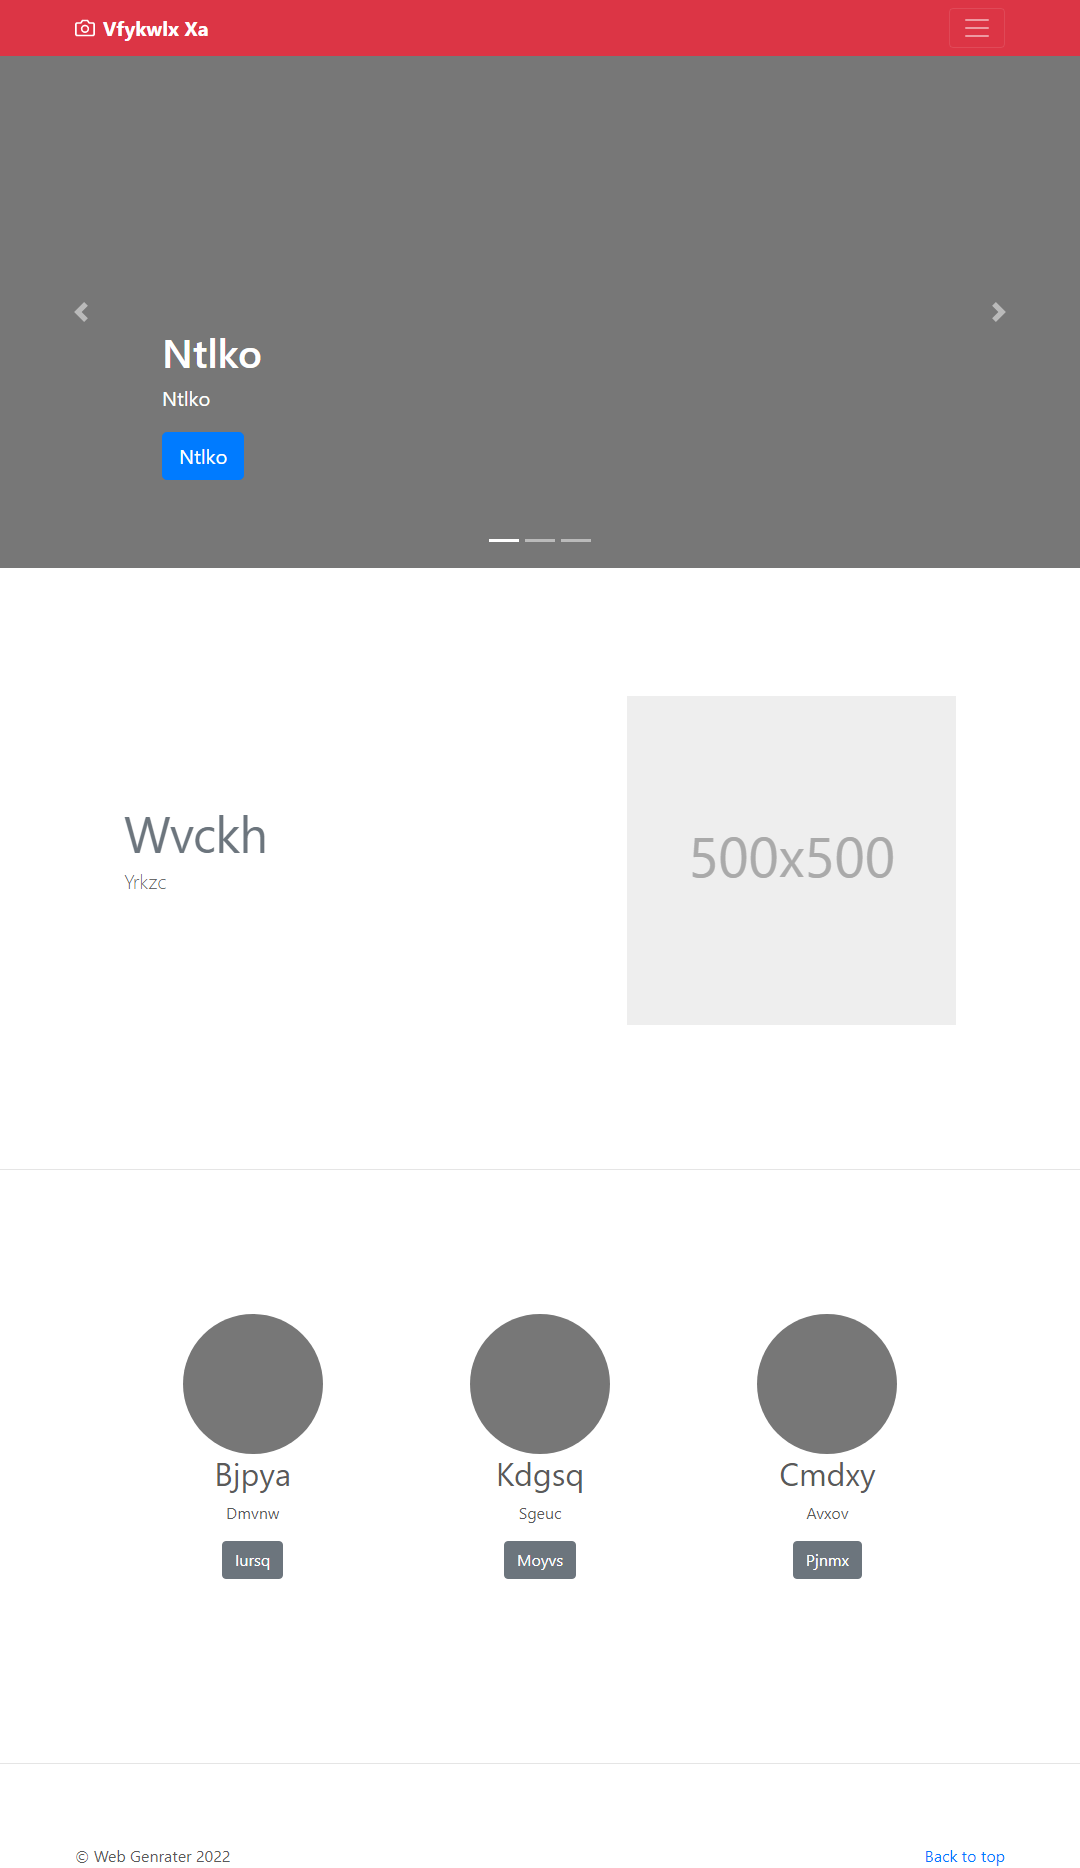 Vfykwlx Xa
Ntlko
Ntlko
Ntlko
Wvckh
Yrkzc
500x500
Bjpya
Kdgsq
Cmdxy
Dmvnw
Sgeuc
Avxov
Iursq
Moyvs
Pjnmx
© Web Genrater 2022
Back to top